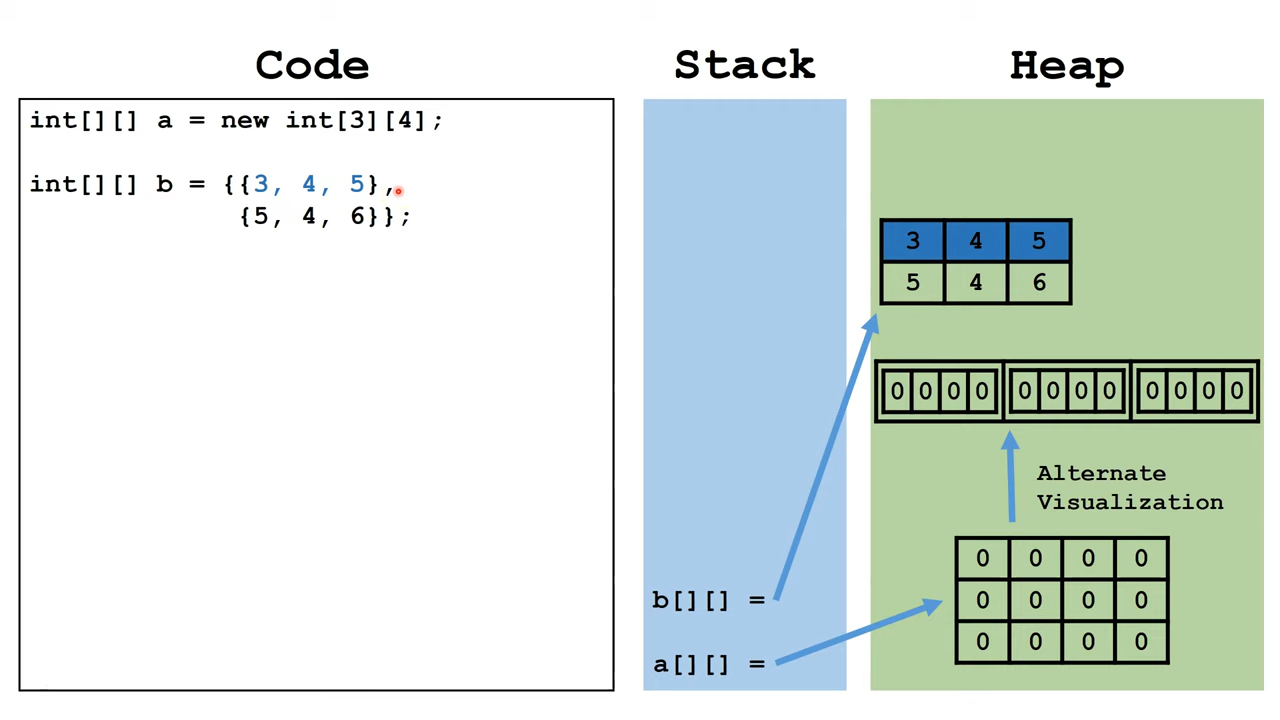 Code
Stack
Heap
int[][] a = new int[3][4];
int[][] b = {{3, 4, 5},
{5, 4, 6}};
b[][] =
a[][] =
3 4 5
5 4 6
0 0 0 0 0 0 0 0 0 0 0 0
Alternate
Visualization
0 0 0 0
0 0 0 0
0 0 0 0